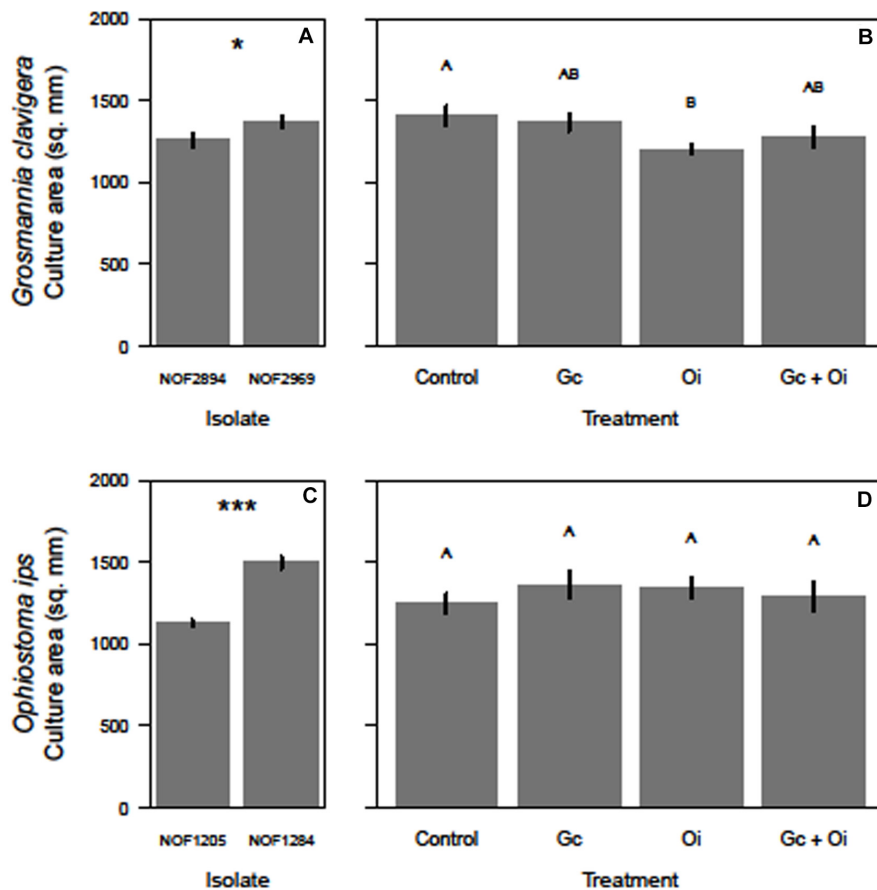 Grosmannia clavigera
Culture area (sq. mm)
2000
1500
1000
500
0
A
*
NOF2894 NOF2969
Isolate
B
A AB B AB
Control Gc Oi Gc + Oi
Treatment
Ophiostoma ips
Culture area (sq. mm)
2000
1500
1000
500
0
C
***
NOF1205 NOF1284
Isolate
D
A A A A
Control Gc Oi Gc + Oi
Treatment